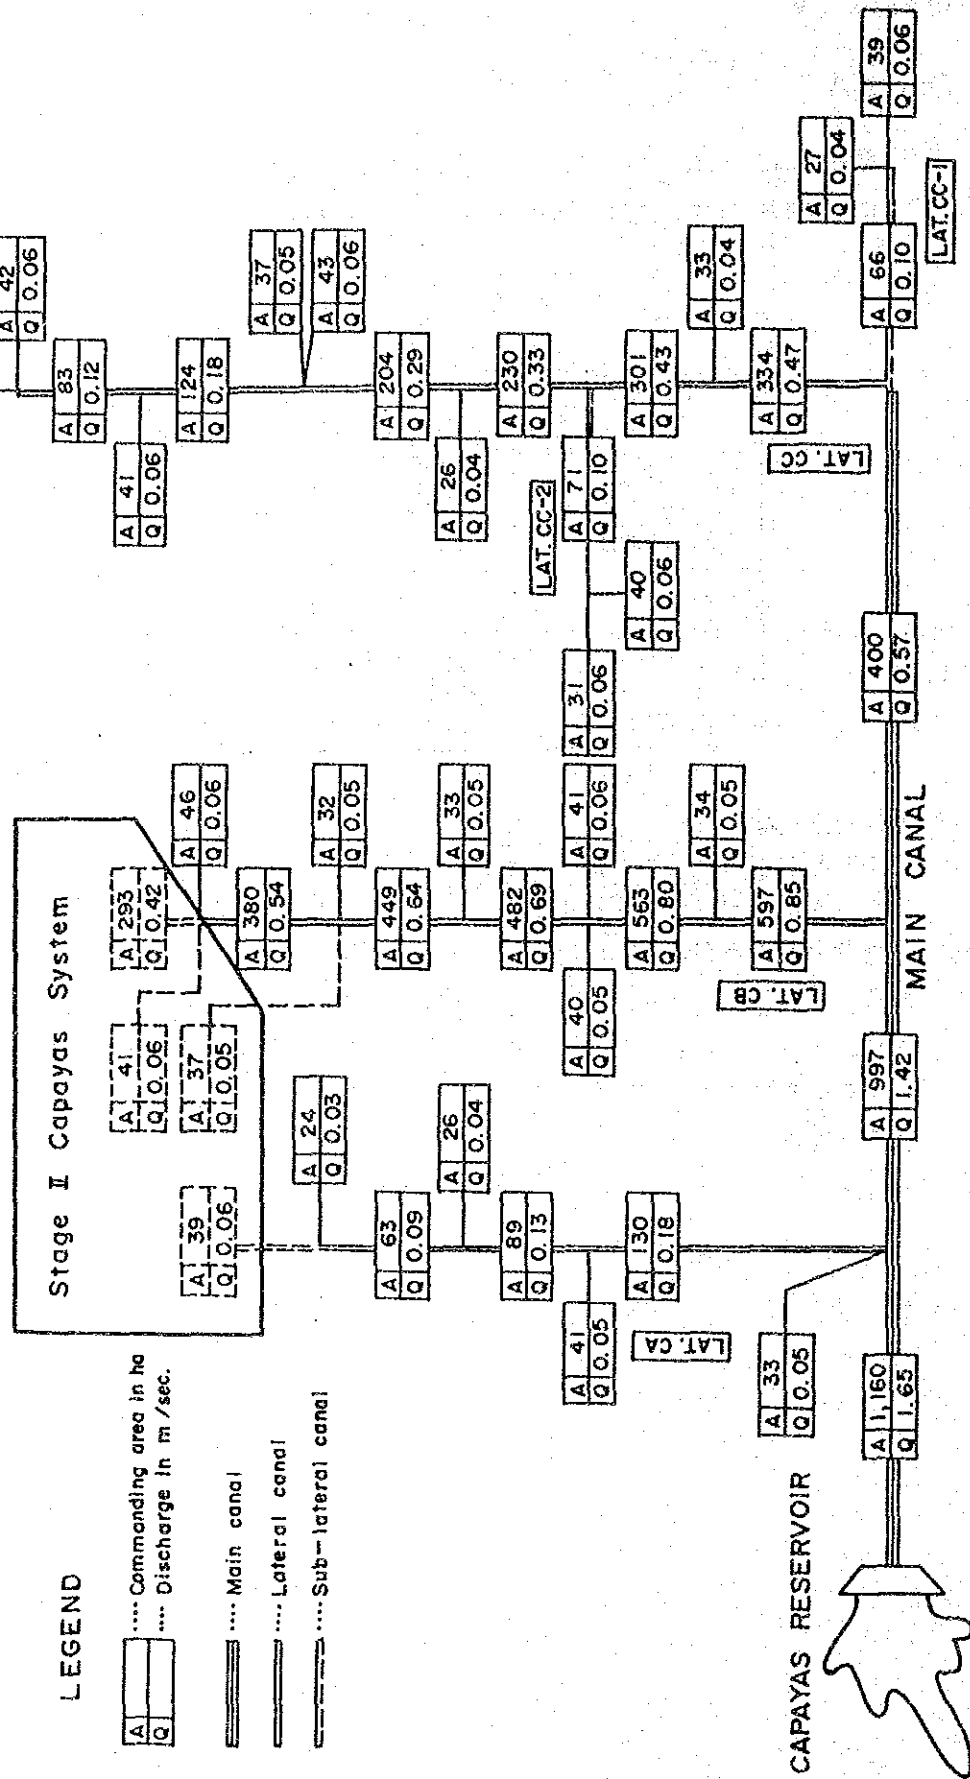 Stage II Capayas System
A 39
Q 0.06
A 41
Q 0.06
A 37
Q 0.05
A 293
Q 0.42
LEGEND
A
Q
.... Commanding area in ha
.... Discharge in m /sec.
.... Main canal
.... Lateral canal
.... Sub-lateral canal
A 24
Q 0.03
A 63
Q 0.09
A 26
Q 0.04
A 89
Q 0.13
A 41
Q 0.05
A 130
Q 0.18
LAT. CA
A 33
Q 0.05
A 46
Q 0.06
A 380
Q 0.54
A 32
Q 0.05
A 449
Q 0.64
A 33
Q 0.05
A 482
Q 0.69
A 41
Q 0.06
A 40
Q 0.05
A 563
Q 0.80
A 34
Q 0.05
A 597
Q 0.85
LAT. CB
A 42
Q 0.06
A 83
Q 0.12
A 41
Q 0.06
A 124
Q 0.18
A 37
Q 0.05
A 43
Q 0.06
A 204
Q 0.29
A 26
Q 0.04
A 230
Q 0.33
LAT. CC-2
A 71
Q 0.10
A 40
Q 0.06
A 31
Q 0.06
A 301
Q 0.43
A 33
Q 0.04
A 334
Q 0.47
LAT. CC
A 27
Q 0.04
A 39
Q 0.06
A 66
Q 0.10
LAT. CC-1
CAPAYAS RESERVOIR
A 1,160
Q 1.65
A 997
Q 1.42
A 400
Q 0.57
MAIN CANAL